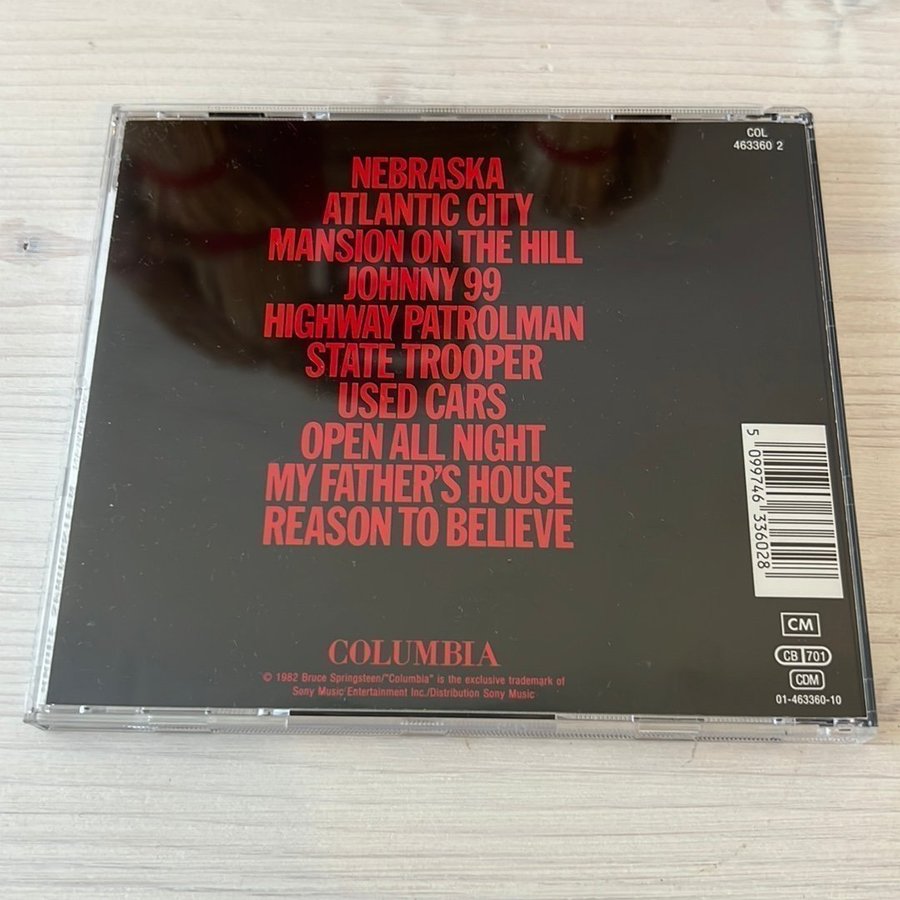 COL
463360 2
NEBRASKA
ATLANTIC CITY
MANSION ON THE HILL
JOHNNY 99
HIGHWAY PATROLMAN
STATE TROOPER
USED CARS
OPEN ALL NIGHT
MY FATHER'S HOUSE
REASON TO BELIEVE
5 099746 336028
CM
CB 701
CDM
01-463360-10
COLUMBIA
© 1982 Bruce Springsteen/"Columbia" is the exclusive trademark of
Sony Music Entertainment Inc./Distribution Sony Music